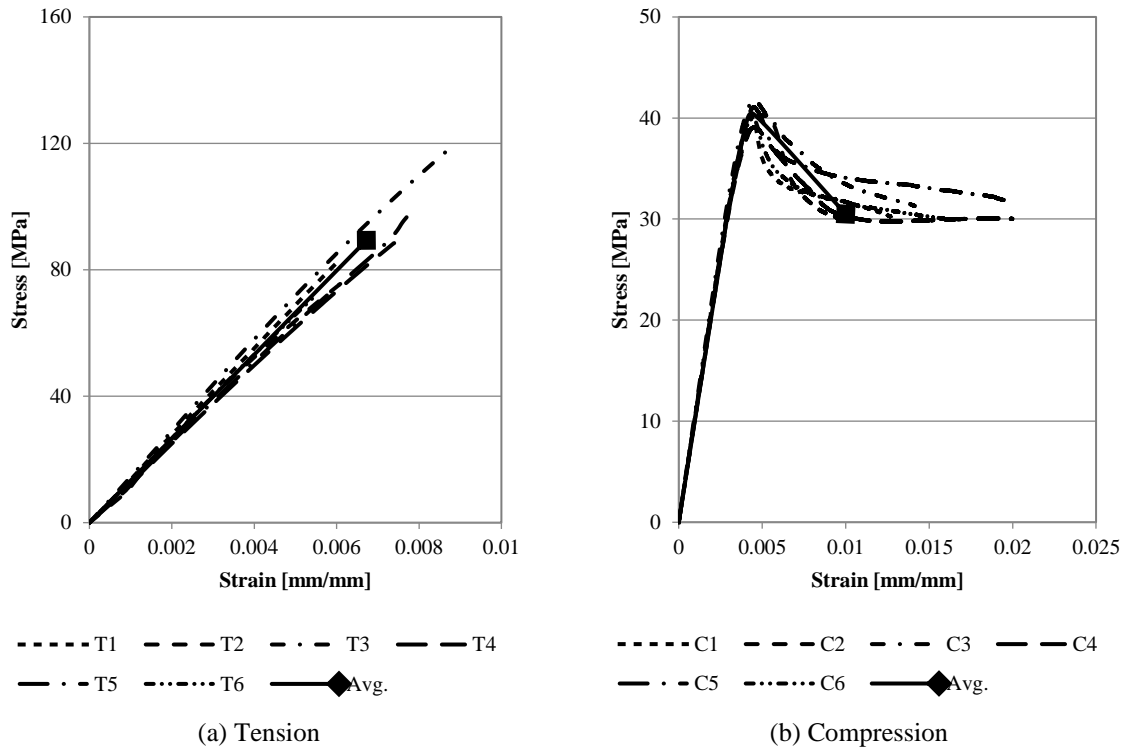 160
120
80
40
0
Stress [MPa]
0 0.002 0.004 0.006 0.008 0.01
Strain [mm/mm]
T1 T2 T3 T4
T5 T6 Avg.
(a) Tension
50
40
30
20
10
0
Stress [MPa]
0 0.005 0.01 0.015 0.02 0.025
Strain [mm/mm]
C1 C2 C3 C4
C5 C6 Avg.
(b) Compression